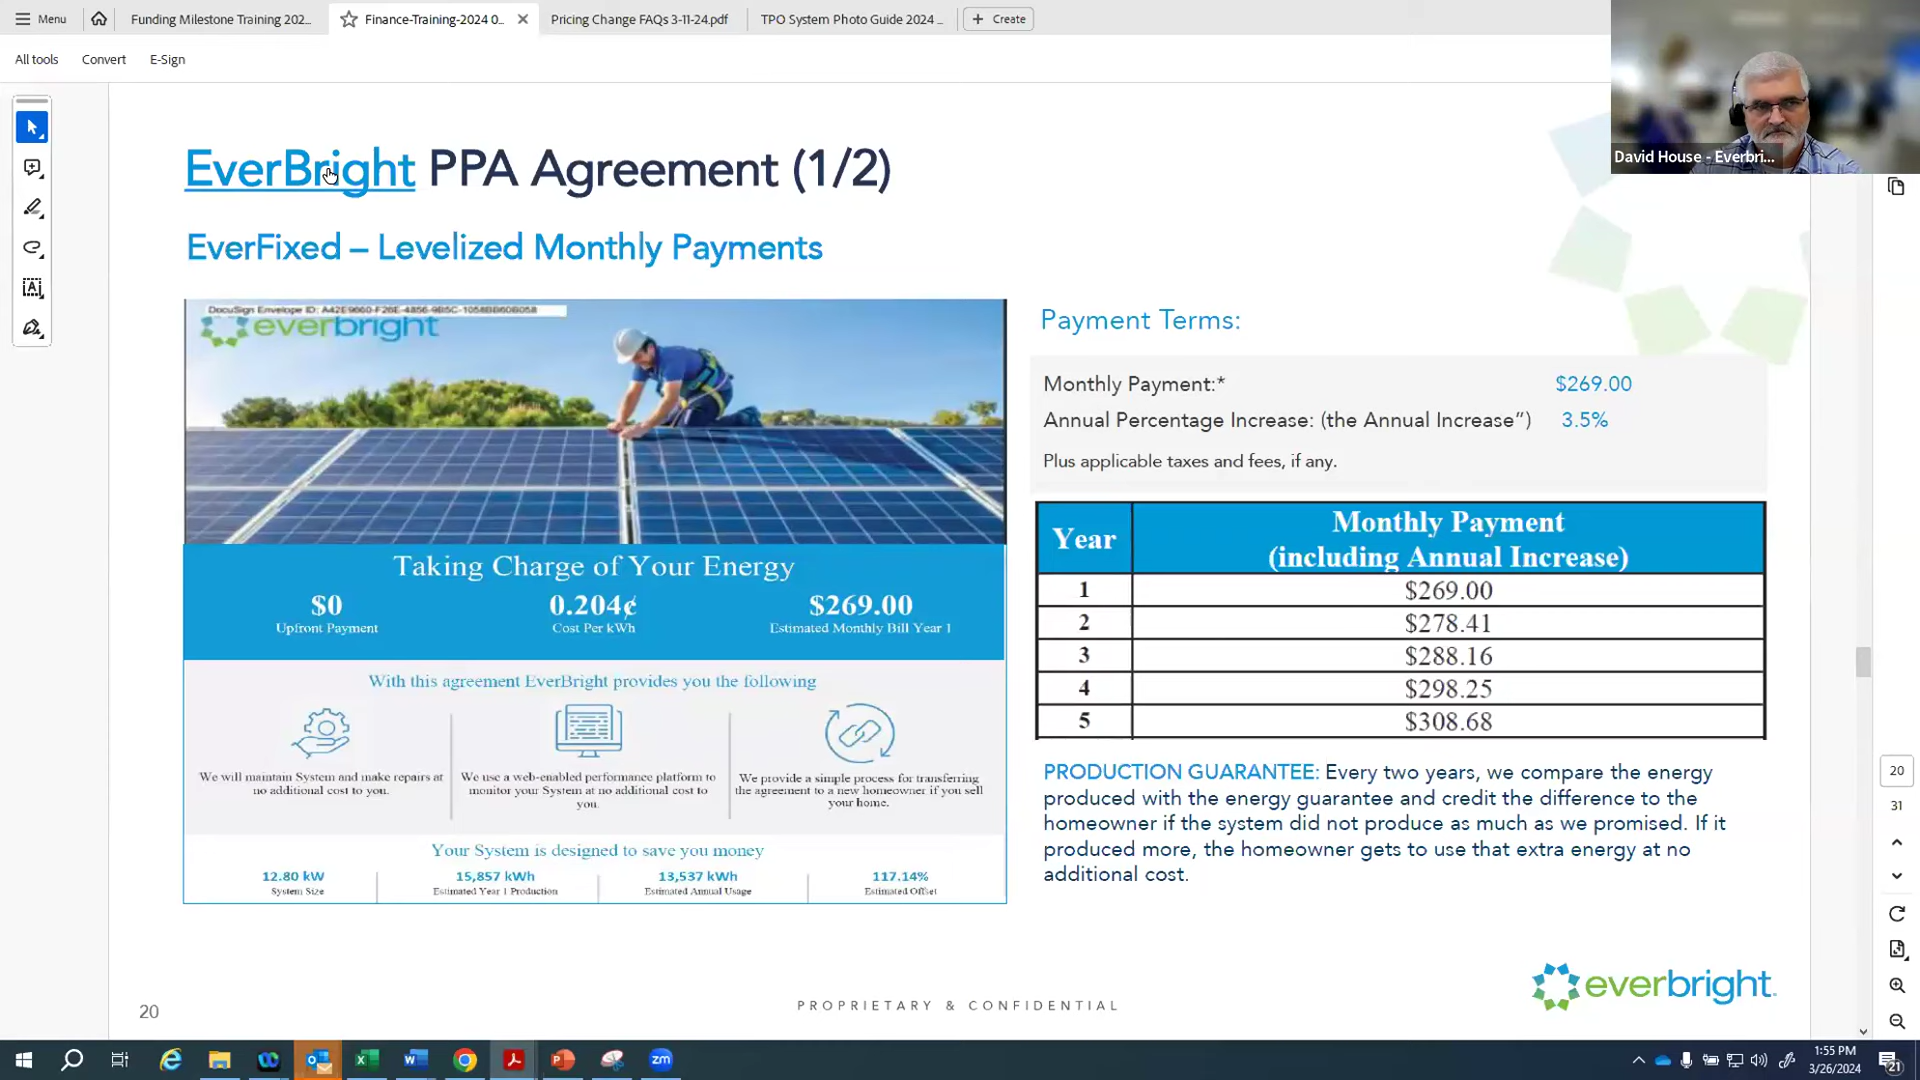 Menu
Funding Milestone Training 202...
Finance-Training-2024 0...
Pricing Change FAQs 3-11-24.pdf
TPO System Photo Guide 2024 ...
Create
All tools
Convert
E-Sign
David House - Everbri...
EverBright PPA Agreement (1/2)
EverFixed – Levelized Monthly Payments
DocuSign Envelope ID: A42E9660-F26E-4856-9B5C-1058BB60B058
everbright
Taking Charge of Your Energy
$0
Upfront Payment
0.204¢
Cost Per kWh
$269.00
Estimated Monthly Bill Year 1
With this agreement EverBright provides you the following
We will maintain System and make repairs at
no additional cost to you.
We use a web-enabled performance platform to
monitor your System at no additional cost to
you.
We provide a simple process for transferring
the agreement to a new homeowner if you sell
your home.
Your System is designed to save you money
12.80 kW
System Size
15,857 kWh
Estimated Year 1 Production
13,537 kWh
Estimated Annual Usage
117.14%
Estimated Offset
Payment Terms:
Monthly Payment:* $269.00
Annual Percentage Increase: (the Annual Increase”) 3.5%
Plus applicable taxes and fees, if any.
Year
Monthly Payment
(including Annual Increase)
1 $269.00
2 $278.41
3 $288.16
4 $298.25
5 $308.68
PRODUCTION GUARANTEE: Every two years, we compare the energy
produced with the energy guarantee and credit the difference to the
homeowner if the system did not produce as much as we promised. If it
produced more, the homeowner gets to use that extra energy at no
additional cost.
20
31
everbright.
20
PROPRIETARY & CONFIDENTIAL
zm
1:55 PM
3/26/2024
21